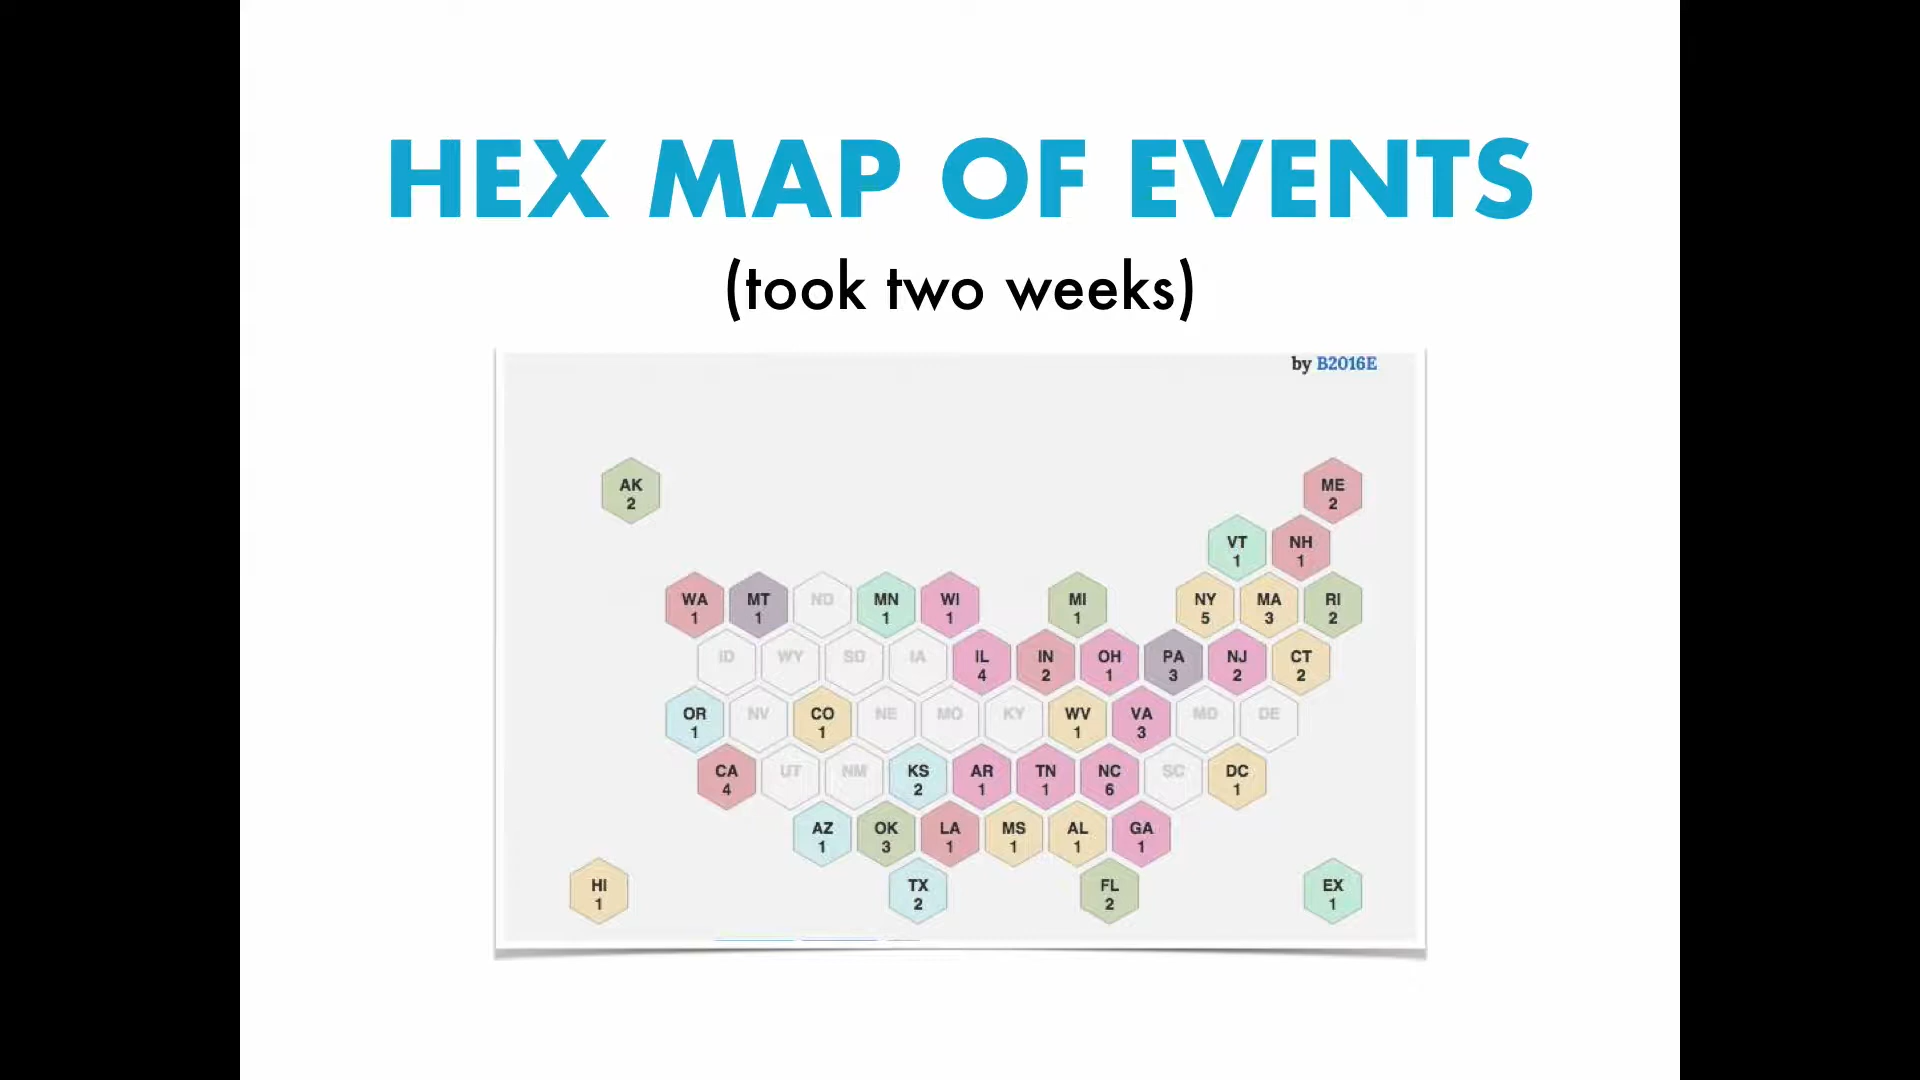 HEX MAP OF EVENTS
(took two weeks)
by B2016E
AK
2
ME
2
VT
1
NH
1
WA
1
MT
1
ND
MN
1
WI
1
MI
1
NY
5
MA
3
RI
2
ID
WY
SD
IA
IL
4
IN
2
OH
1
PA
3
NJ
2
CT
2
OR
1
NV
CO
1
NE
MO
KY
WV
1
VA
3
MD
DE
CA
4
UT
NM
KS
2
AR
1
TN
1
NC
6
SC
DC
1
AZ
1
OK
3
LA
1
MS
1
AL
1
GA
1
HI
1
TX
2
FL
2
EX
1